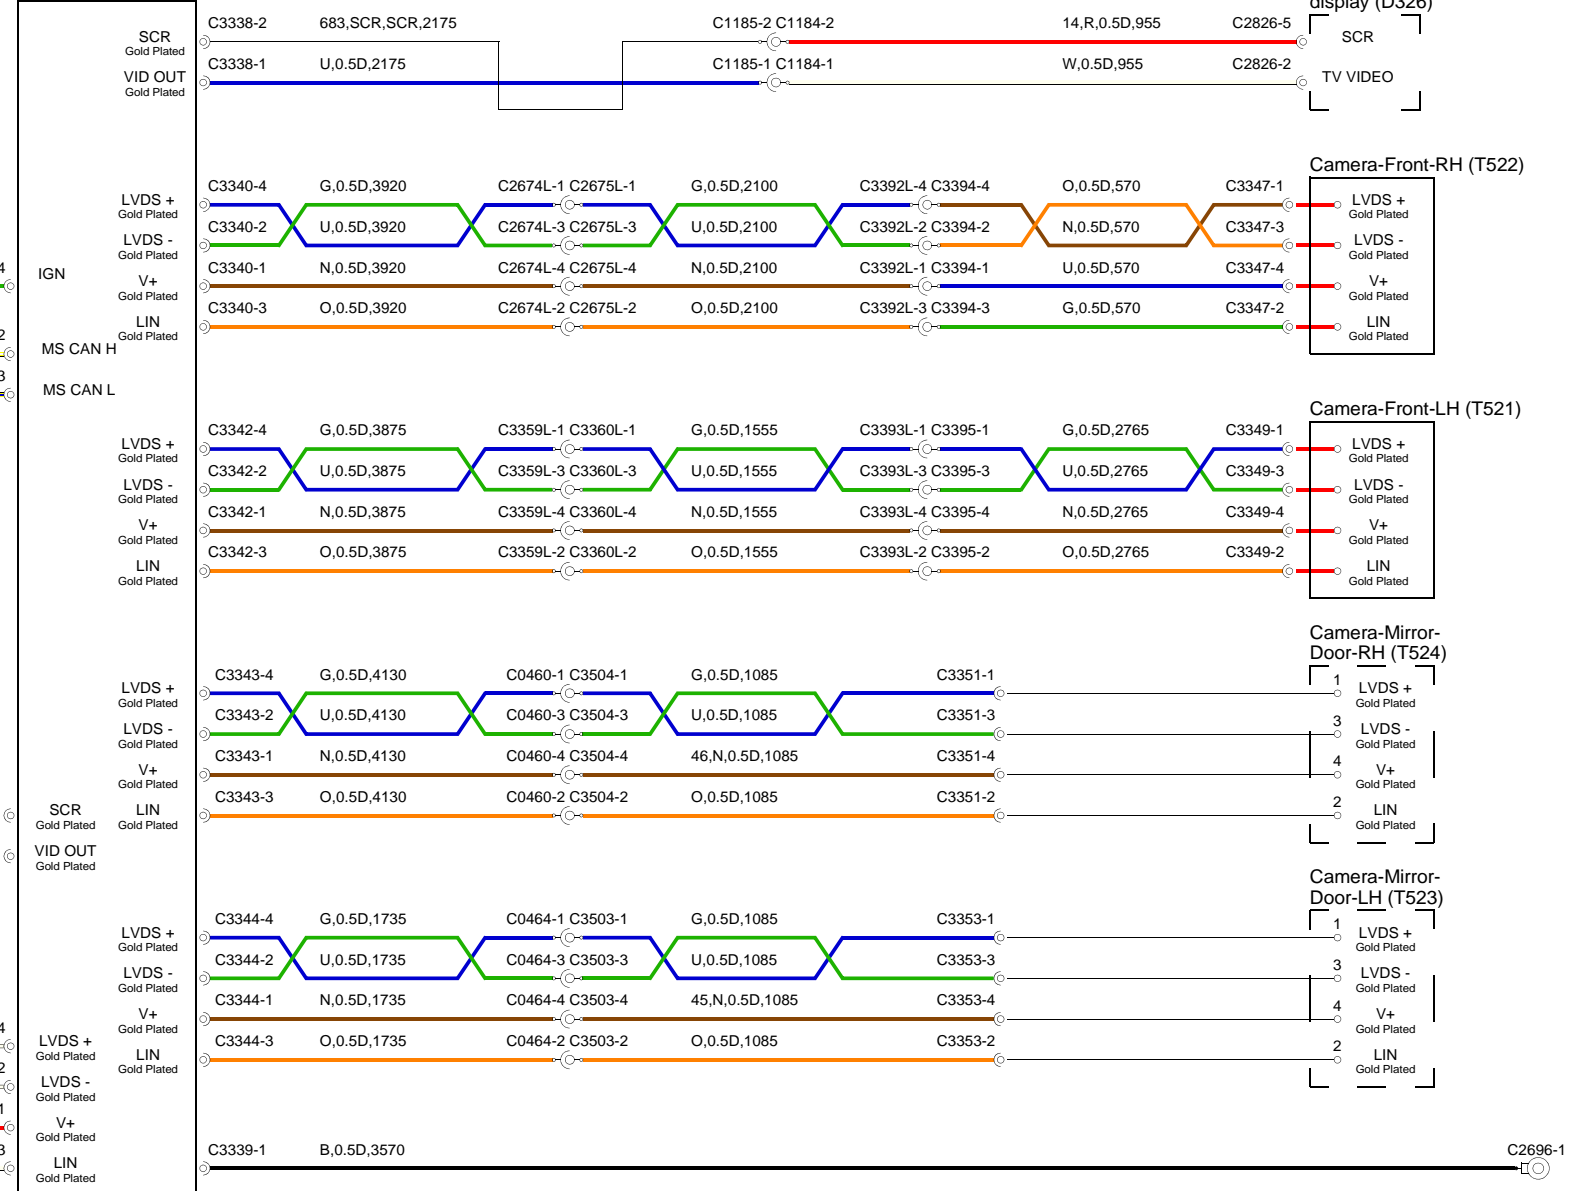 display (D326)
C3338-2 683,SCR,SCR,2175 C1185-2 C1184-2 14,R,0.5D,955 C2826-5
SCR SCR
Gold Plated
C3338-1 U,0.5D,2175 C1185-1 C1184-1 W,0.5D,955 C2826-2
VID OUT TV VIDEO
Gold Plated
Camera-Front-RH (T522)
C3340-4 G,0.5D,3920 C2674L-1 C2675L-1 G,0.5D,2100 C3392L-4 C3394-4 O,0.5D,570 C3347-1
LVDS + LVDS +
Gold Plated Gold Plated
C3340-2 U,0.5D,3920 C2674L-3 C2675L-3 U,0.5D,2100 C3392L-2 C3394-2 N,0.5D,570 C3347-3
LVDS - LVDS -
Gold Plated Gold Plated
4 IGN C3340-1 N,0.5D,3920 C2674L-4 C2675L-4 N,0.5D,2100 C3392L-1 C3394-1 U,0.5D,570 C3347-4
V+ V+
Gold Plated Gold Plated
C3340-3 O,0.5D,3920 C2674L-2 C2675L-2 O,0.5D,2100 C3392L-3 C3394-3 G,0.5D,570 C3347-2
LIN LIN
2 Gold Plated Gold Plated
MS CAN H
3
MS CAN L
Camera-Front-LH (T521)
C3342-4 G,0.5D,3875 C3359L-1 C3360L-1 G,0.5D,1555 C3393L-1 C3395-1 G,0.5D,2765 C3349-1
LVDS + LVDS +
Gold Plated Gold Plated
C3342-2 U,0.5D,3875 C3359L-3 C3360L-3 U,0.5D,1555 C3393L-3 C3395-3 U,0.5D,2765 C3349-3
LVDS - LVDS -
Gold Plated Gold Plated
C3342-1 N,0.5D,3875 C3359L-4 C3360L-4 N,0.5D,1555 C3393L-4 C3395-4 N,0.5D,2765 C3349-4
V+ V+
Gold Plated Gold Plated
C3342-3 O,0.5D,3875 C3359L-2 C3360L-2 O,0.5D,1555 C3393L-2 C3395-2 O,0.5D,2765 C3349-2
LIN LIN
Gold Plated Gold Plated
Camera-Mirror-
Door-RH (T524)
C3343-4 G,0.5D,4130 C0460-1 C3504-1 G,0.5D,1085 C3351-1 1
LVDS + LVDS +
Gold Plated Gold Plated
C3343-2 U,0.5D,4130 C0460-3 C3504-3 U,0.5D,1085 C3351-3 3
LVDS - LVDS -
Gold Plated Gold Plated
C3343-1 N,0.5D,4130 C0460-4 C3504-4 46,N,0.5D,1085 C3351-4 4
V+ V+
Gold Plated Gold Plated
C3343-3 O,0.5D,4130 C0460-2 C3504-2 O,0.5D,1085 C3351-2 2
SCR LIN LIN
Gold Plated Gold Plated Gold Plated
VID OUT
Gold Plated
Camera-Mirror-
Door-LH (T523)
C3344-4 G,0.5D,1735 C0464-1 C3503-1 G,0.5D,1085 C3353-1 1
LVDS + LVDS +
Gold Plated Gold Plated
C3344-2 U,0.5D,1735 C0464-3 C3503-3 U,0.5D,1085 C3353-3 3
LVDS - LVDS -
Gold Plated Gold Plated
C3344-1 N,0.5D,1735 C0464-4 C3503-4 45,N,0.5D,1085 C3353-4 4
V+ V+
Gold Plated Gold Plated
4 LVDS + C3344-3 O,0.5D,1735 C0464-2 C3503-2 O,0.5D,1085 C3353-2 2
Gold Plated LIN LIN
Gold Plated Gold Plated
2 LVDS -
Gold Plated
1 V+
Gold Plated
3 LIN C3339-1 B,0.5D,3570 C2696-1
Gold Plated